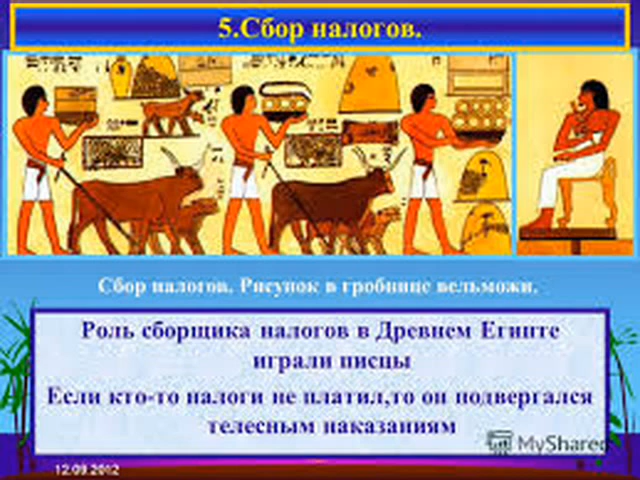 5.Сбор налогов.
Сбор налогов. Рисунок в гробнице вельможи.
Роль сборщика налогов в Древнем Египте
играли писцы
Если кто-то налоги не платил,то он подвергался
телесным наказаниям
MyShared
12.09.2012